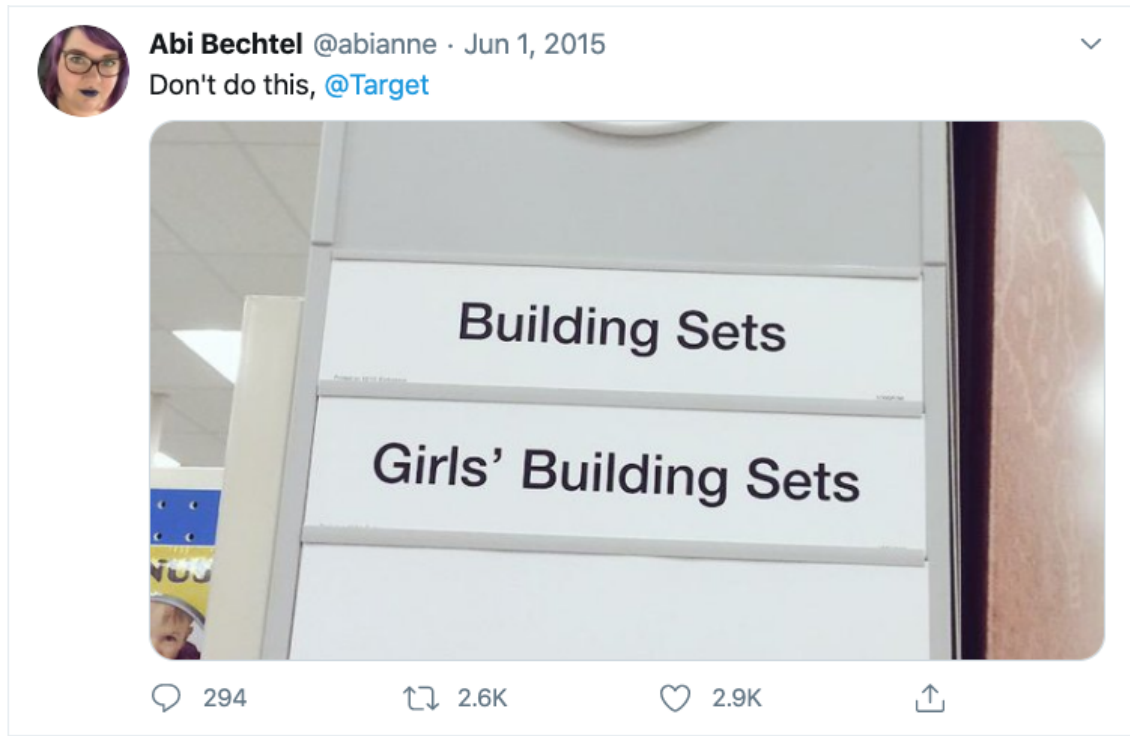 Abi Bechtel @abianne · Jun 1, 2015
Don't do this, @Target
Building Sets
Girls’ Building Sets
294 2.6K 2.9K